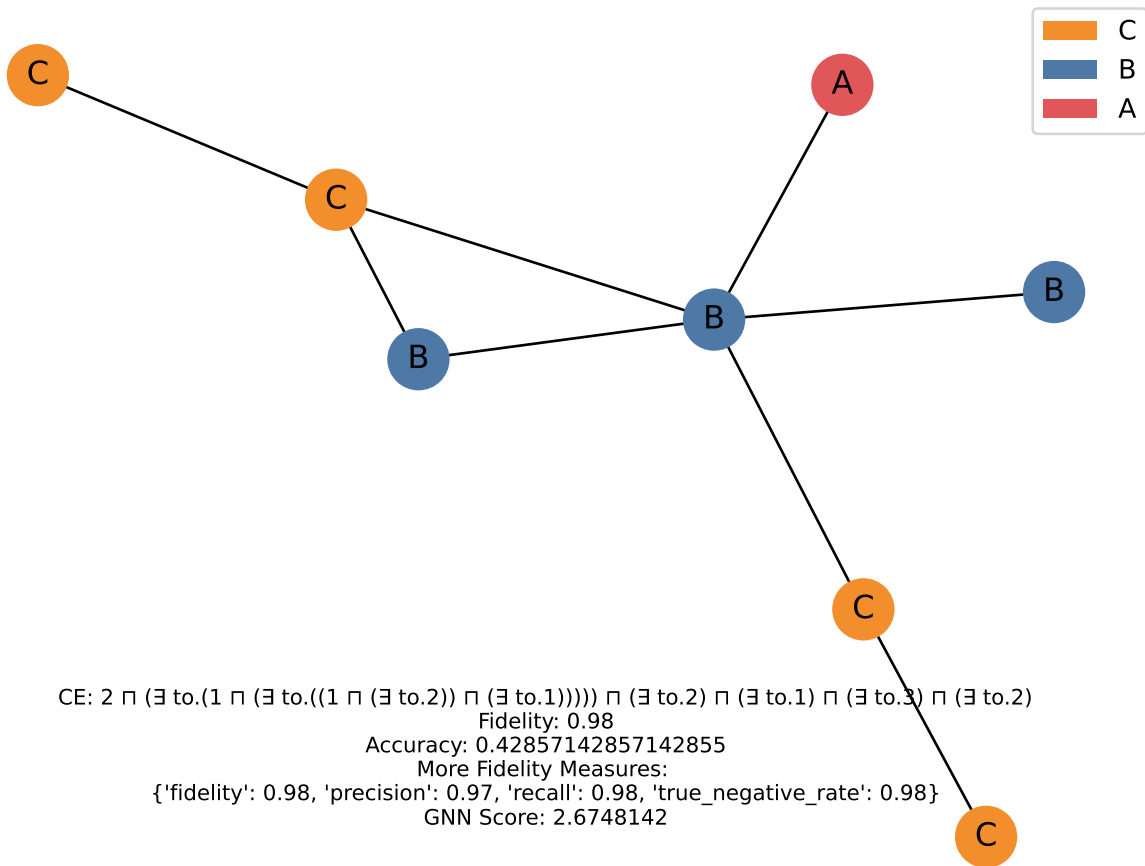 C
B
A
C
A
C
B
B
B
C
CE: 2 ⊓ (∃ to.(1 ⊓ (∃ to.((1 ⊓ (∃ to.2)) ⊓ (∃ to.1))))) ⊓ (∃ to.2) ⊓ (∃ to.1) ⊓ (∃ to.3) ⊓ (∃ to.2)
Fidelity: 0.98
Accuracy: 0.42857142857142855
More Fidelity Measures:
{'fidelity': 0.98, 'precision': 0.97, 'recall': 0.98, 'true_negative_rate': 0.98}
GNN Score: 2.6748142
C